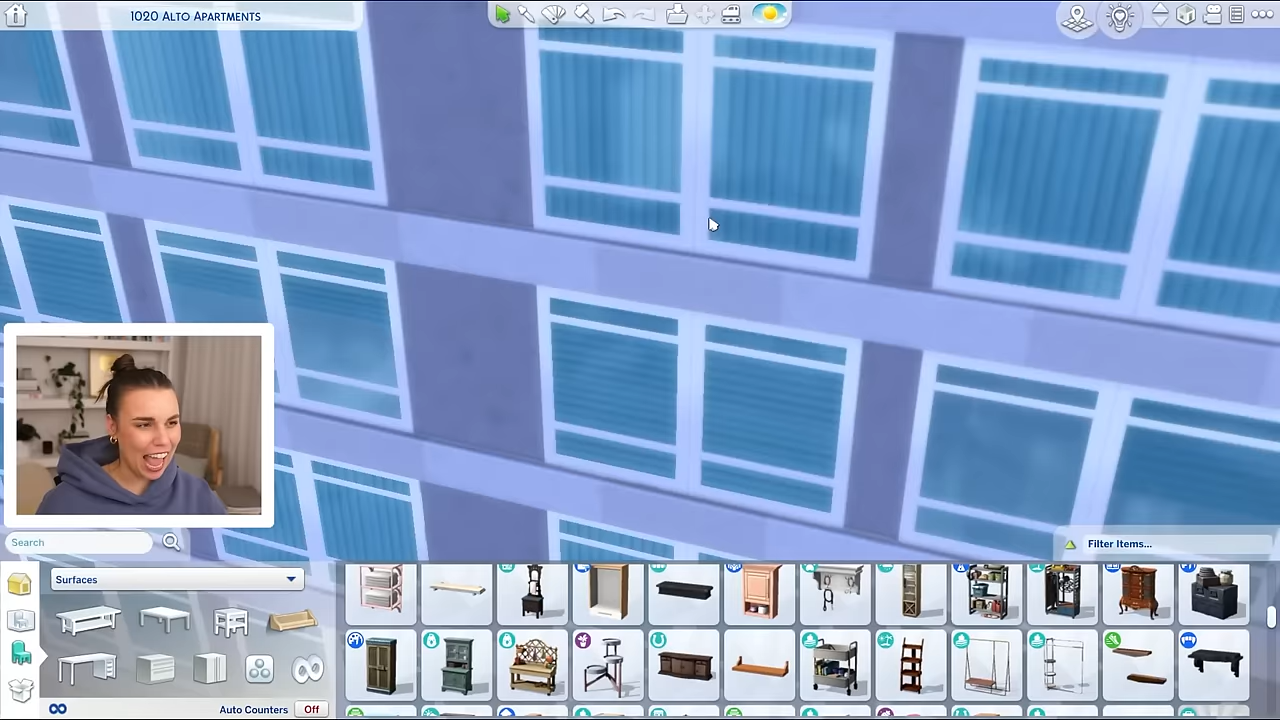 1020 Alto Apartments
Search
Filter Items...
Surfaces
Auto Counters
Off